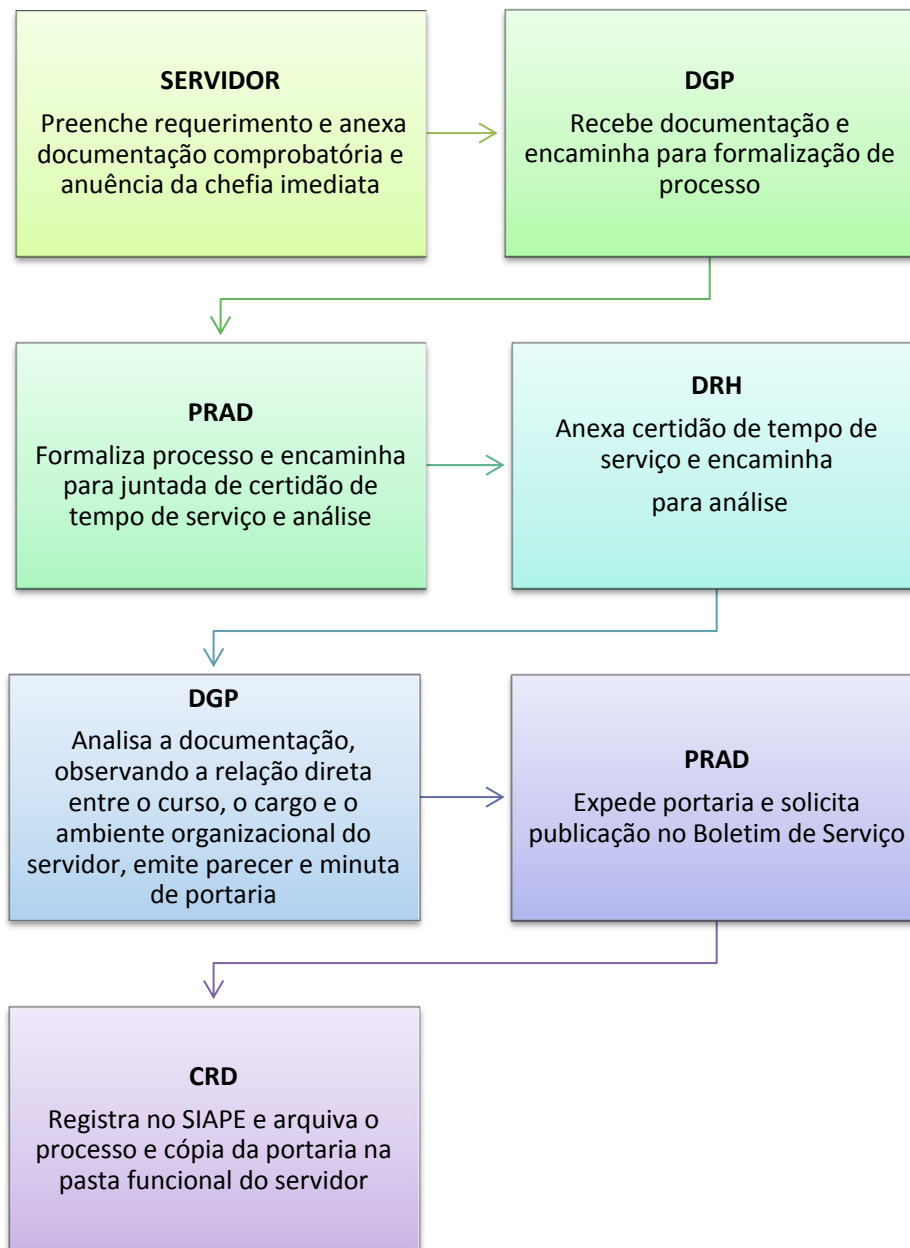 SERVIDOR
Preenche requerimento e anexa
documentação comprobatória e
anuência da chefia imediata
DGP
Recebe documentação e
encaminha para formalização de
processo
PRAD
Formaliza processo e encaminha
para juntada de certidão de
tempo de serviço e análise
DRH
Anexa certidão de tempo de
serviço e encaminha
para análise
DGP
Analisa a documentação,
observando a relação direta
entre o curso, o cargo e o
ambiente organizacional do
servidor, emite parecer e minuta
de portaria
PRAD
Expede portaria e solicita
publicação no Boletim de Serviço
CRD
Registra no SIAPE e arquiva o
processo e cópia da portaria na
pasta funcional do servidor